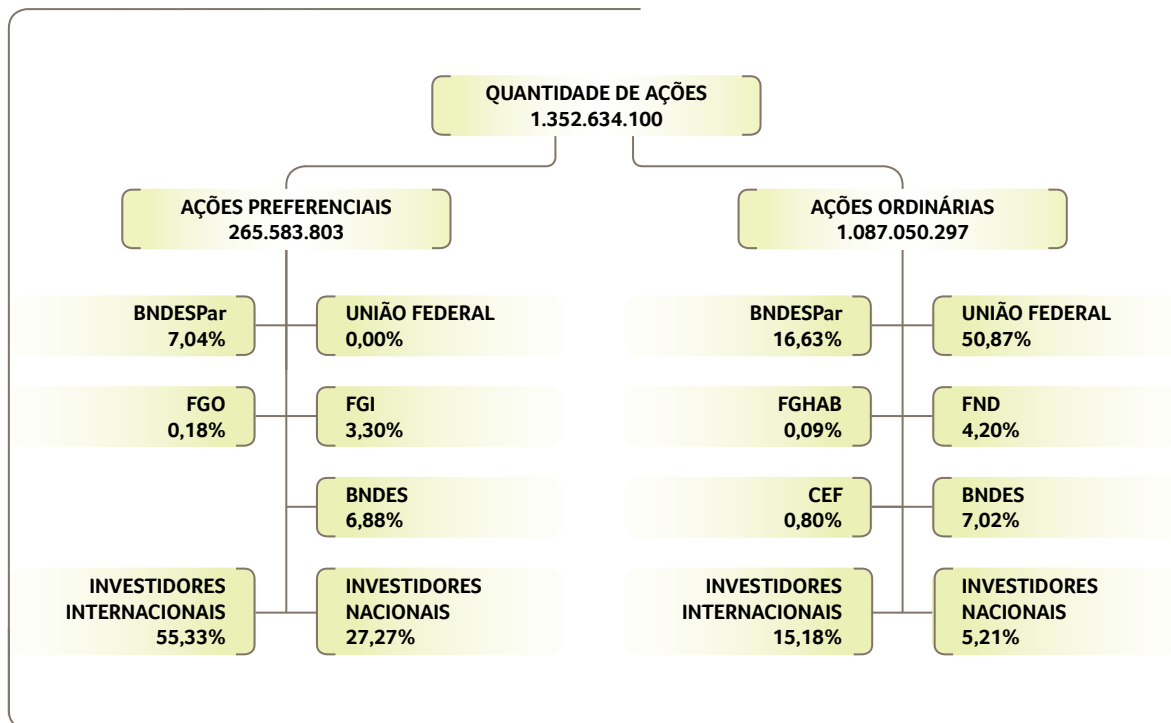 QUANTIDADE DE AÇÕES
1.352.634.100
AÇÕES PREFERENCIAIS
265.583.803
BNDESPar
7,04%
UNIÃO FEDERAL
0,00%
FGO
0,18%
FGI
3,30%
BNDES
6,88%
INVESTIDORES
INTERNACIONAIS
55,33%
INVESTIDORES
NACIONAIS
27,27%
AÇÕES ORDINÁRIAS
1.087.050.297
BNDESPar
16,63%
UNIÃO FEDERAL
50,87%
FGHAB
0,09%
FND
4,20%
CEF
0,80%
BNDES
7,02%
INVESTIDORES
INTERNACIONAIS
15,18%
INVESTIDORES
NACIONAIS
5,21%